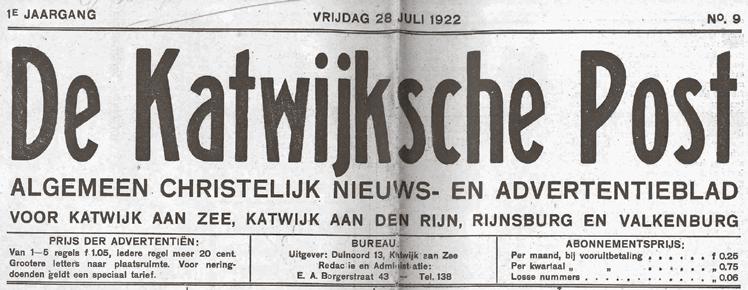 1E JAARGANG VRIJDAG 28 JULI 1922 No. 9
De Katwijksche Post
ALGEMEEN CHRISTELIJK NIEUWS- EN ADVERTENTIEBLAD
VOOR KATWIJK AAN ZEE, KATWIJK AAN DEN RIJN, RIJNSBURG EN VALKENBURG
PRIJS DER ADVERTENTIËN:
Van 1—5 regels f 1.05, iedere regel meer 20 cent.
Grootere letters naar plaatsruimte. Voor nering-
doenden geldt een speciaal tarief.
BUREAU
Uitgever: Duinoord 13, Katwijk aan Zee
Redactie en Administratie:
E. A. Borgerstraat 43 — Tel. 138
ABONNEMENTSPRIJS:
Per maand, bij vooruitbetaling . . . . . f 0.25
Per kwartaal „ „ . . . . . „ 0.75
Losse nummers . . . . . . . . „ 0.06